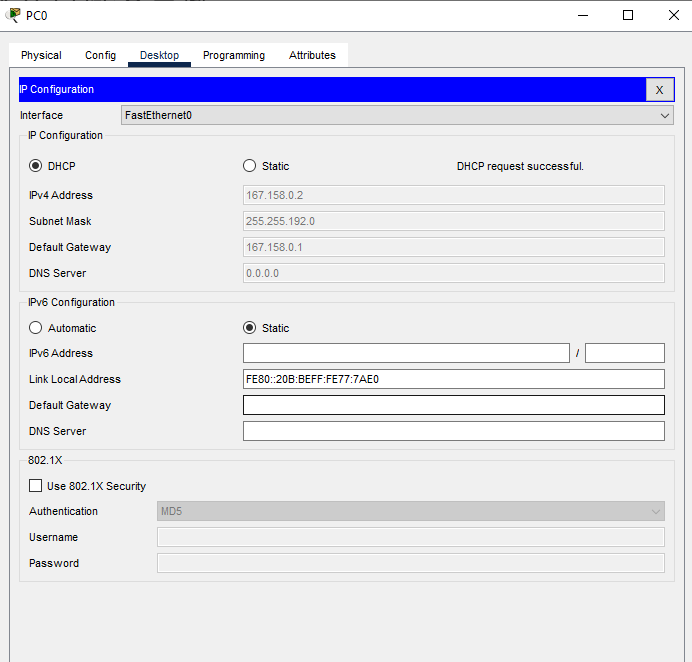 PC0
Physical Config Desktop Programming Attributes
IP Configuration X
Interface FastEthernet0
IP Configuration
DHCP Static DHCP request successful.
IPv4 Address 167.158.0.2
Subnet Mask 255.255.192.0
Default Gateway 167.158.0.1
DNS Server 0.0.0.0
IPv6 Configuration
Automatic Static
IPv6 Address /
Link Local Address FE80::20B:BEFF:FE77:7AE0
Default Gateway
DNS Server
802.1X
Use 802.1X Security
Authentication MD5
Username
Password